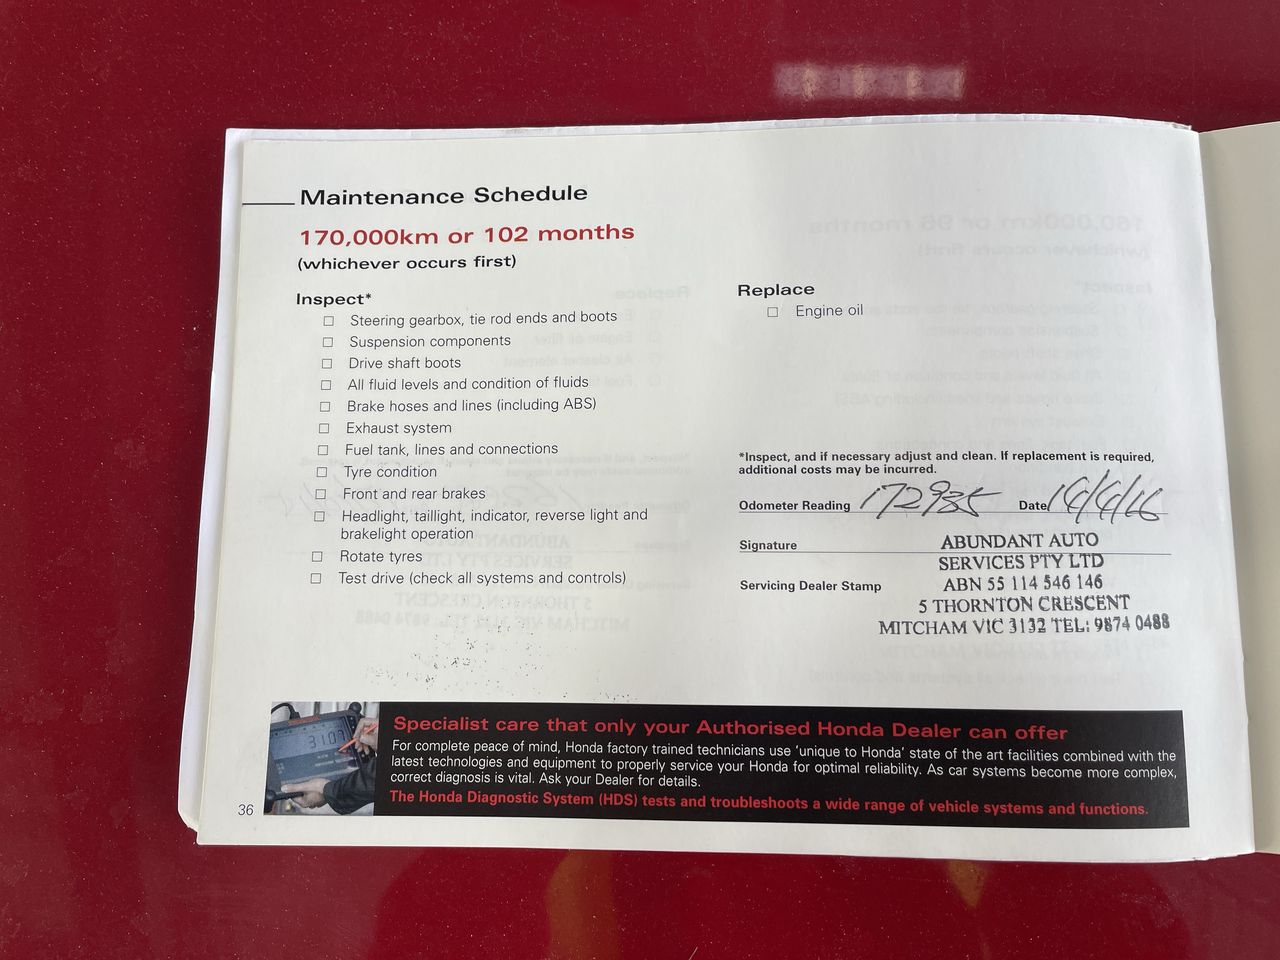 Maintenance Schedule
170,000km or 102 months
(whichever occurs first)
Inspect*
Steering gearbox, tie rod ends and boots
Suspension components
Drive shaft boots
All fluid levels and condition of fluids
Brake hoses and lines (including ABS)
Exhaust system
Fuel tank, lines and connections
Tyre condition
Front and rear brakes
Headlight, taillight, indicator, reverse light and
brakelight operation
Rotate tyres
Test drive (check all systems and controls)
Replace
Engine oil
*Inspect, and if necessary adjust and clean. If replacement is required,
additional costs may be incurred.
Odometer Reading 172985 Date
Signature
Servicing Dealer Stamp
ABUNDANT AUTO
SERVICES PTY LTD
ABN 55 114 546 146
5 THORNTON CRESCENT
MITCHAM VIC 3132 TEL: 9874 0488
Specialist care that only your Authorised Honda Dealer can offer
For complete peace of mind, Honda factory trained technicians use 'unique to Honda' state of the art facilities combined with the
latest technologies and equipment to properly service your Honda for optimal reliability. As car systems become more complex,
correct diagnosis is vital. Ask your Dealer for details.
The Honda Diagnostic System (HDS) tests and troubleshoots a wide range of vehicle systems and functions.
3107
36